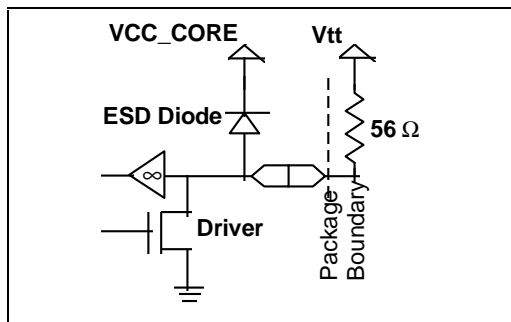 VCC_CORE
Vtt
ESD Diode
56 Ω
∞
Driver
Package
Boundary